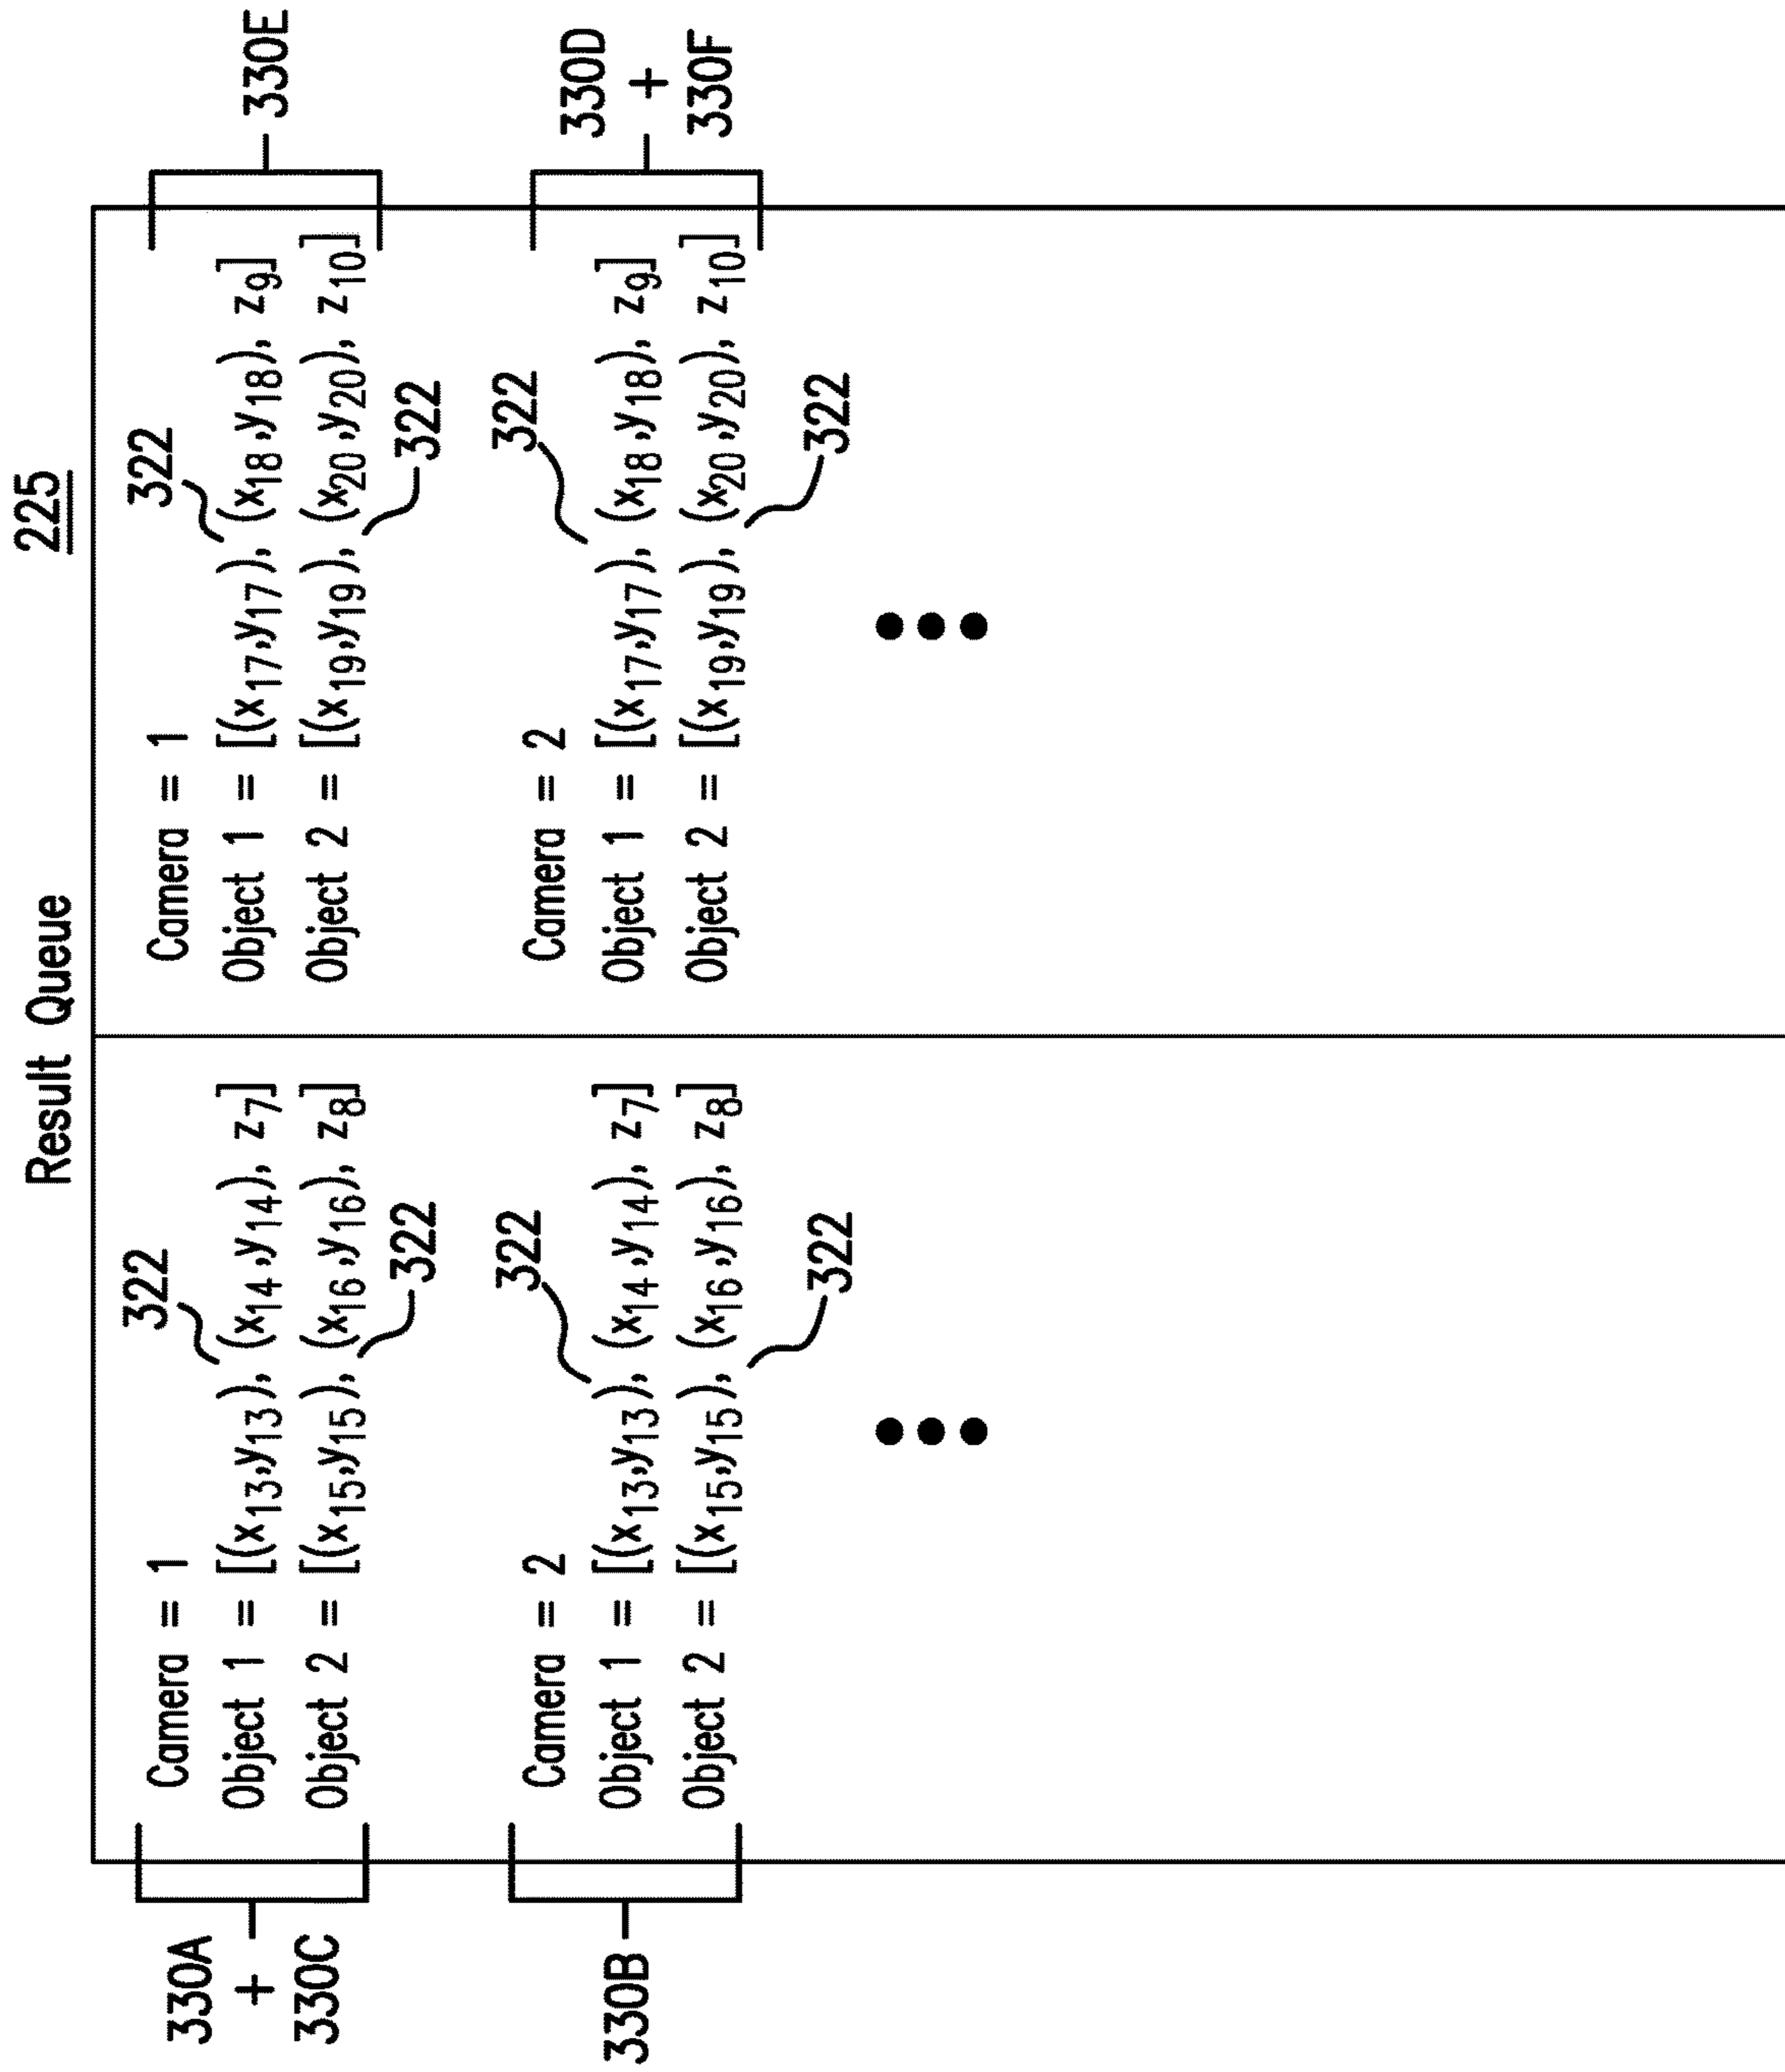 Result Queue
225
330A
+
330C
Camera = 1
322
Object 1 = [(x13,y13), (x14,y14), z7]
Object 2 = [(x15,y15), (x16,y16), z8]
322
330B
Camera = 2
322
Object 1 = [(x13,y13), (x14,y14), z7]
Object 2 = [(x15,y15), (x16,y16), z8]
322
Camera = 1
322
Object 1 = [(x17,y17), (x18,y18), z9]
Object 2 = [(x19,y19), (x20,y20), z10]
322
330E
Camera = 2
322
Object 1 = [(x17,y17), (x18,y18), z9]
Object 2 = [(x19,y19), (x20,y20), z10]
322
330D
+
330F